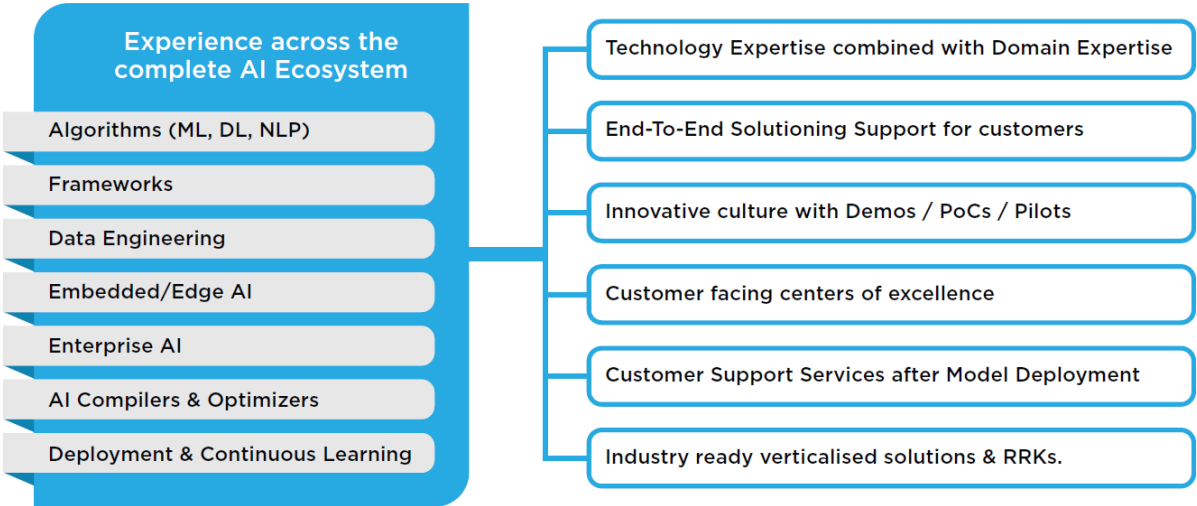 Experience across the
complete AI Ecosystem
Algorithms (ML, DL, NLP)
Frameworks
Data Engineering
Embedded/Edge AI
Enterprise AI
AI Compilers & Optimizers
Deployment & Continuous Learning
Technology Expertise combined with Domain Expertise
End-To-End Solutioning Support for customers
Innovative culture with Demos / PoCs / Pilots
Customer facing centers of excellence
Customer Support Services after Model Deployment
Industry ready verticalised solutions & RRKs.